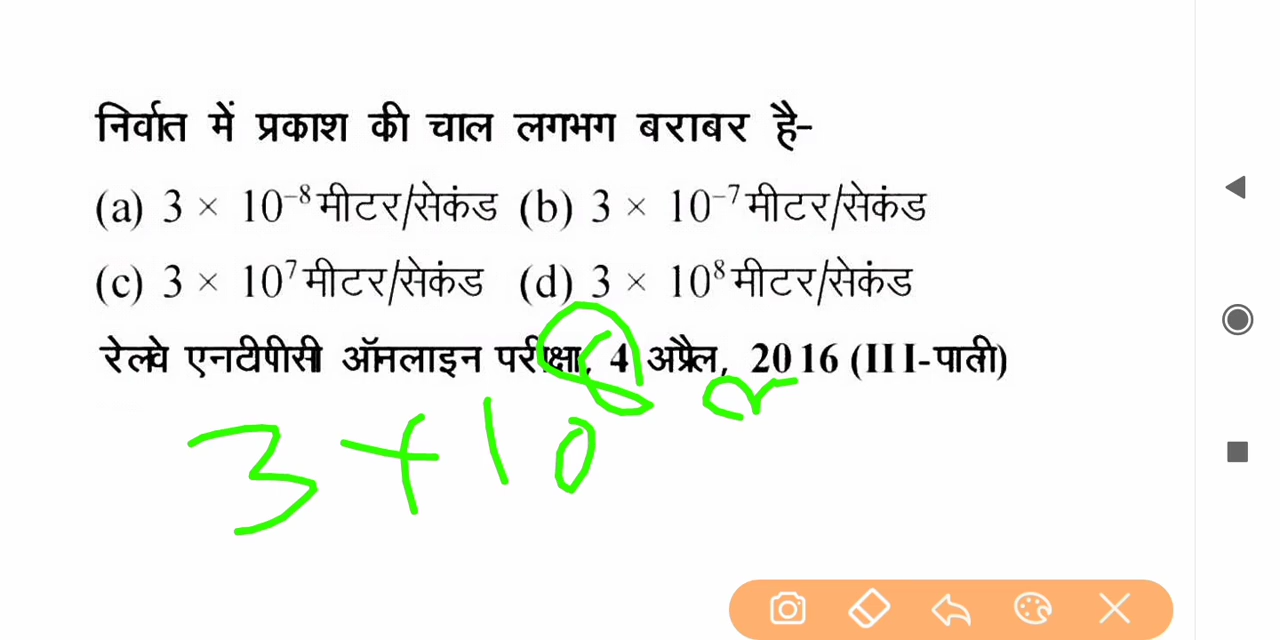 निर्वात में प्रकाश की चाल लगभग बराबर है-
(a) 3 × 10⁻⁸ मीटर/सेकंड (b) 3 × 10⁻⁷ मीटर/सेकंड
(c) 3 × 10⁷ मीटर/सेकंड (d) 3 × 10⁸ मीटर/सेकंड
रेलवे एनटीपीसी ऑनलाइन परीक्षा, 4 अप्रैल, 2016 (III-पाली)
3 × 10⁸